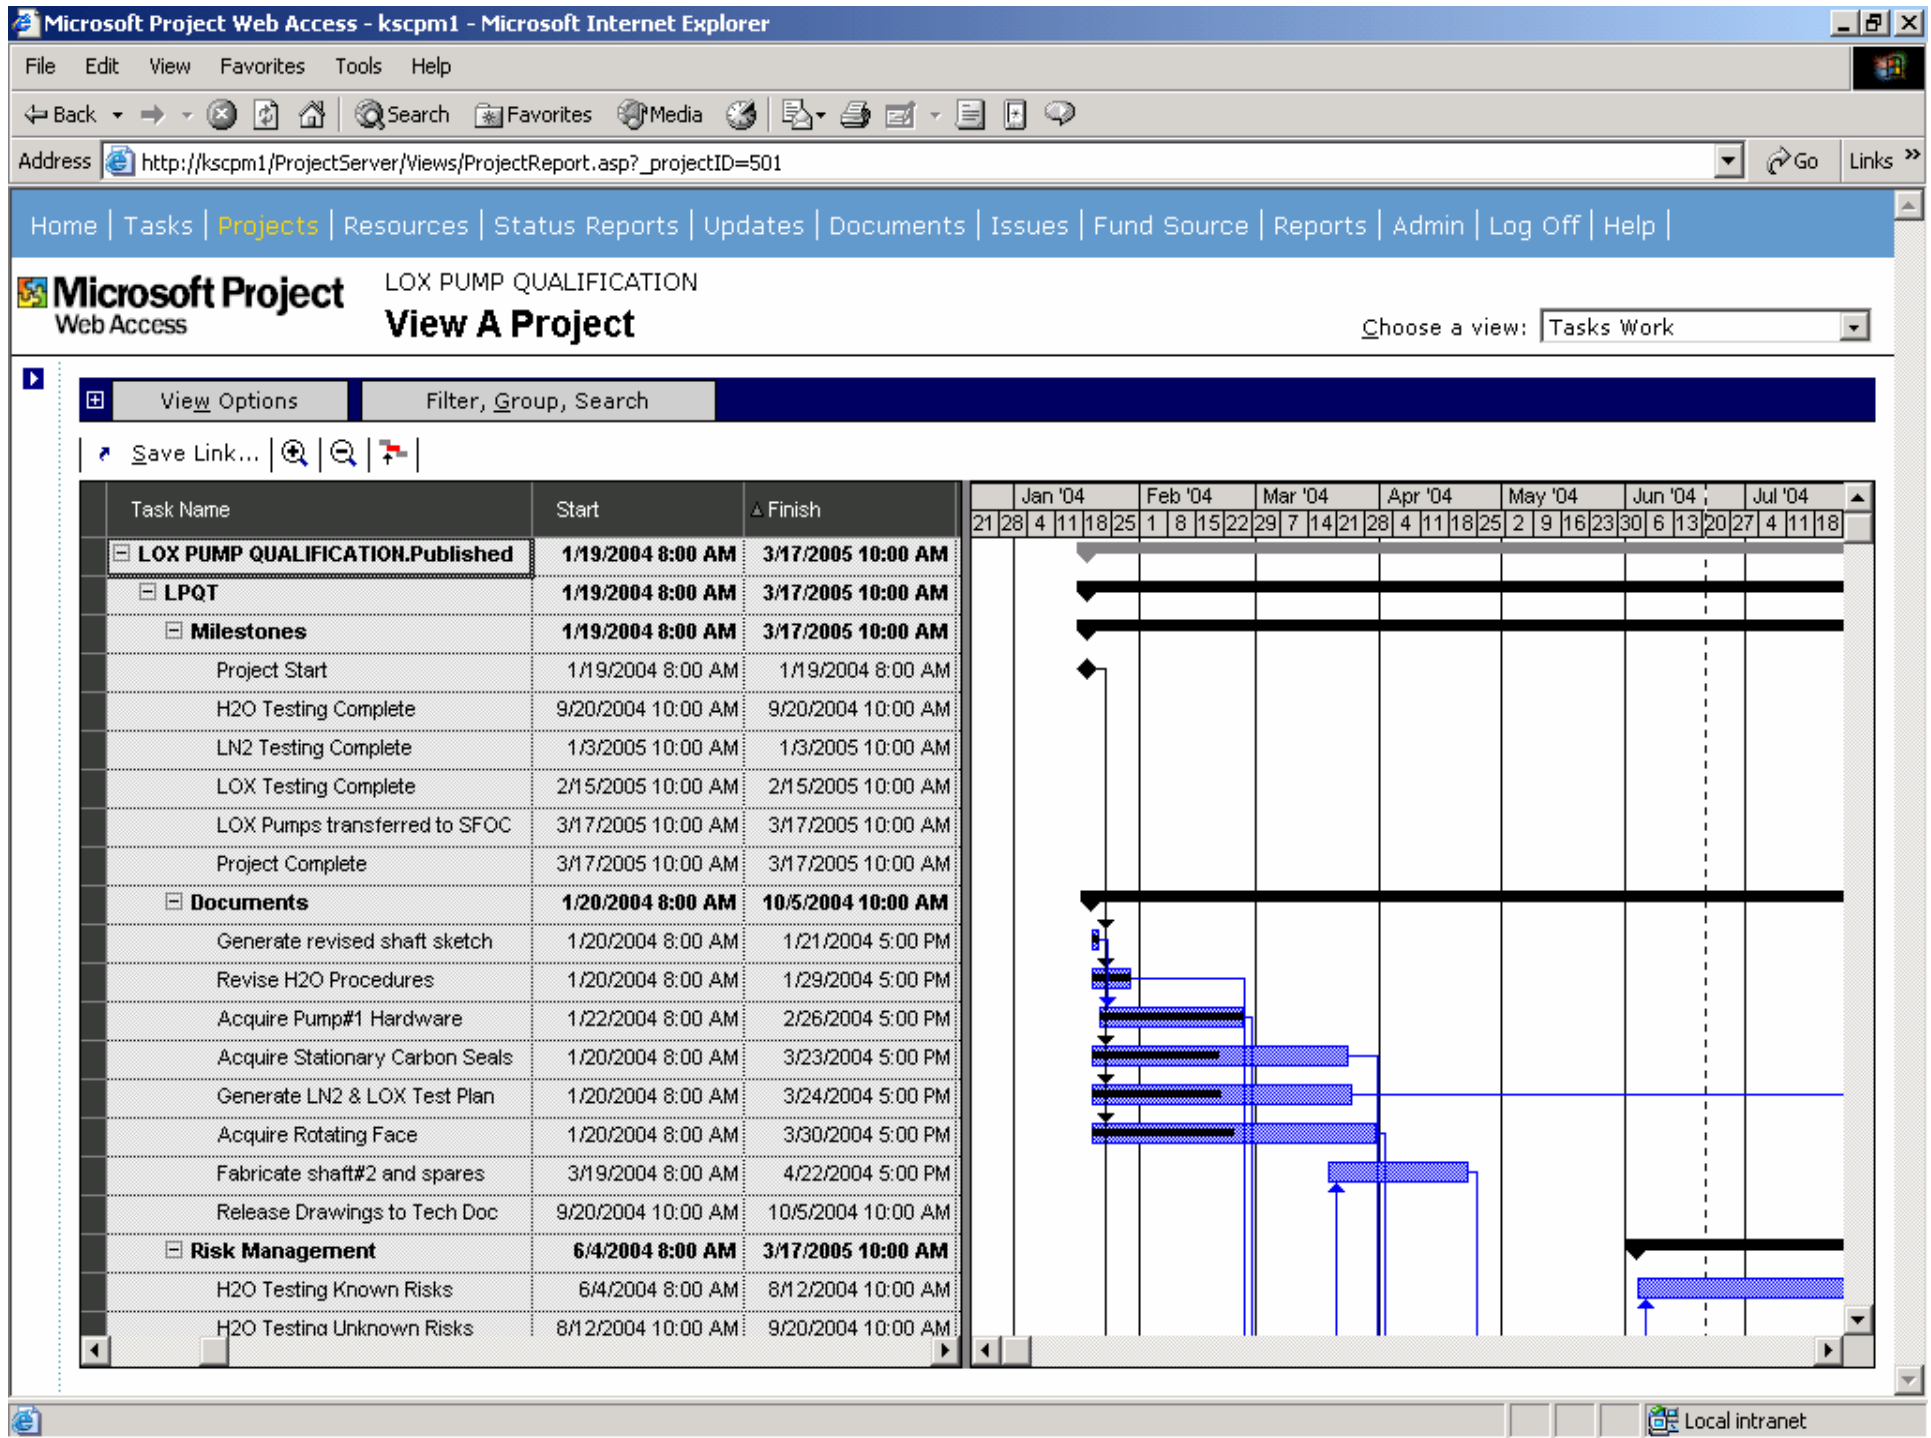 Microsoft Project Web Access - kscpm1 - Microsoft Internet Explorer
File Edit View Favorites Tools Help
Back Search Favorites Media
Address http://kscpm1/ProjectServer/Views/ProjectReport.asp?_projectID=501 Go Links »
Home | Tasks | Projects | Resources | Status Reports | Updates | Documents | Issues | Fund Source | Reports | Admin | Log Off | Help |
Microsoft Project
Web Access
LOX PUMP QUALIFICATION
View A Project
Choose a view: Tasks Work
View Options Filter, Group, Search
Save Link...
Task Name Start Finish
Jan '04 Feb '04 Mar '04 Apr '04 May '04 Jun '04 Jul '04
21 28 4 11 18 25 1 8 15 22 29 7 14 21 28 4 11 18 25 2 9 16 23 30 6 13 20 27 4 11 18
LOX PUMP QUALIFICATION.Published 1/19/2004 8:00 AM 3/17/2005 10:00 AM
LPQT 1/19/2004 8:00 AM 3/17/2005 10:00 AM
Milestones 1/19/2004 8:00 AM 3/17/2005 10:00 AM
Project Start 1/19/2004 8:00 AM 1/19/2004 8:00 AM
H2O Testing Complete 9/20/2004 10:00 AM 9/20/2004 10:00 AM
LN2 Testing Complete 1/3/2005 10:00 AM 1/3/2005 10:00 AM
LOX Testing Complete 2/15/2005 10:00 AM 2/15/2005 10:00 AM
LOX Pumps transferred to SFOC 3/17/2005 10:00 AM 3/17/2005 10:00 AM
Project Complete 3/17/2005 10:00 AM 3/17/2005 10:00 AM
Documents 1/20/2004 8:00 AM 10/5/2004 10:00 AM
Generate revised shaft sketch 1/20/2004 8:00 AM 1/21/2004 5:00 PM
Revise H2O Procedures 1/20/2004 8:00 AM 1/29/2004 5:00 PM
Acquire Pump#1 Hardware 1/22/2004 8:00 AM 2/26/2004 5:00 PM
Acquire Stationary Carbon Seals 1/20/2004 8:00 AM 3/23/2004 5:00 PM
Generate LN2 & LOX Test Plan 1/20/2004 8:00 AM 3/24/2004 5:00 PM
Acquire Rotating Face 1/20/2004 8:00 AM 3/30/2004 5:00 PM
Fabricate shaft#2 and spares 3/19/2004 8:00 AM 4/22/2004 5:00 PM
Release Drawings to Tech Doc 9/20/2004 10:00 AM 10/5/2004 10:00 AM
Risk Management 6/4/2004 8:00 AM 3/17/2005 10:00 AM
H2O Testing Known Risks 6/4/2004 8:00 AM 8/12/2004 10:00 AM
H2O Testing Unknown Risks 8/12/2004 10:00 AM 9/20/2004 10:00 AM
Local intranet